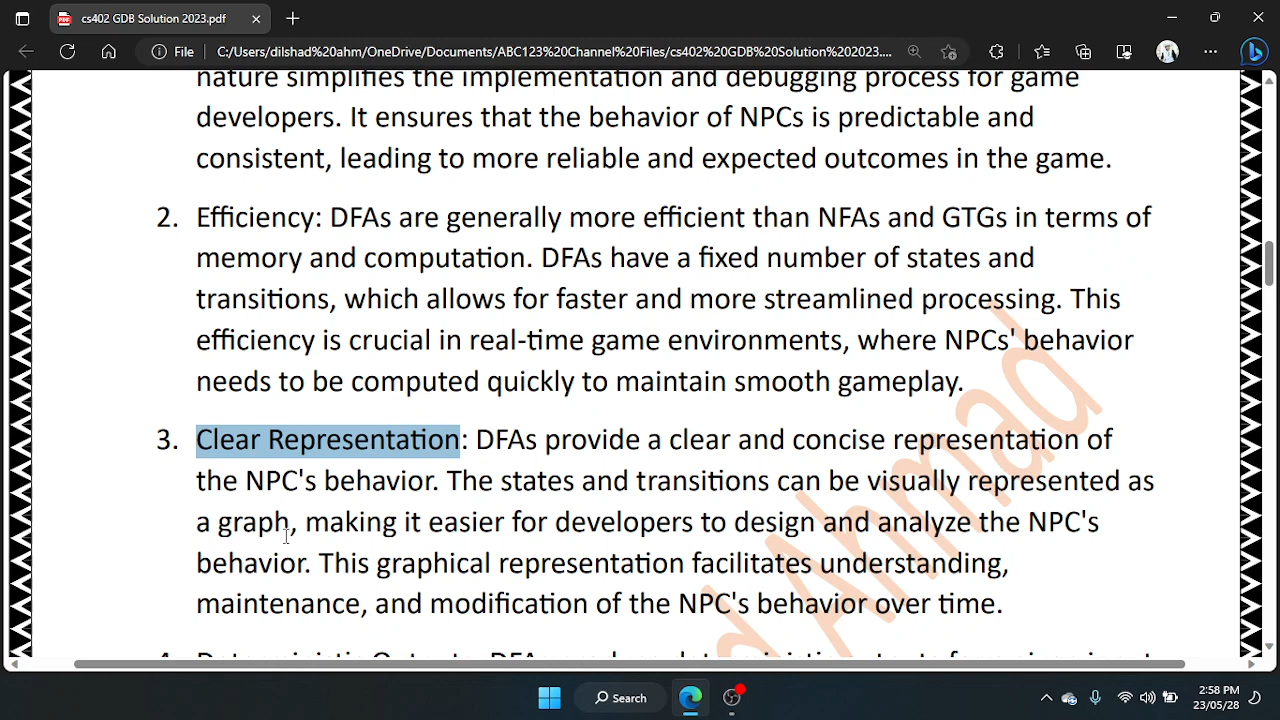 cs402 GDB Solution 2023.pdf
File
C:/Users/dilshad%20ahm/OneDrive/Documents/ABC123%20Channel%20Files/cs402%20GDB%20Solution%202023....
nature simplifies the implementation and debugging process for game
developers. It ensures that the behavior of NPCs is predictable and
consistent, leading to more reliable and expected outcomes in the game.
2. Efficiency: DFAs are generally more efficient than NFAs and GTGs in terms of
memory and computation. DFAs have a fixed number of states and
transitions, which allows for faster and more streamlined processing. This
efficiency is crucial in real-time game environments, where NPCs' behavior
needs to be computed quickly to maintain smooth gameplay.
3. Clear Representation: DFAs provide a clear and concise representation of
the NPC's behavior. The states and transitions can be visually represented as
a graph, making it easier for developers to design and analyze the NPC's
behavior. This graphical representation facilitates understanding,
maintenance, and modification of the NPC's behavior over time.
d Ahmad
Search
2:58 PM
23/05/28